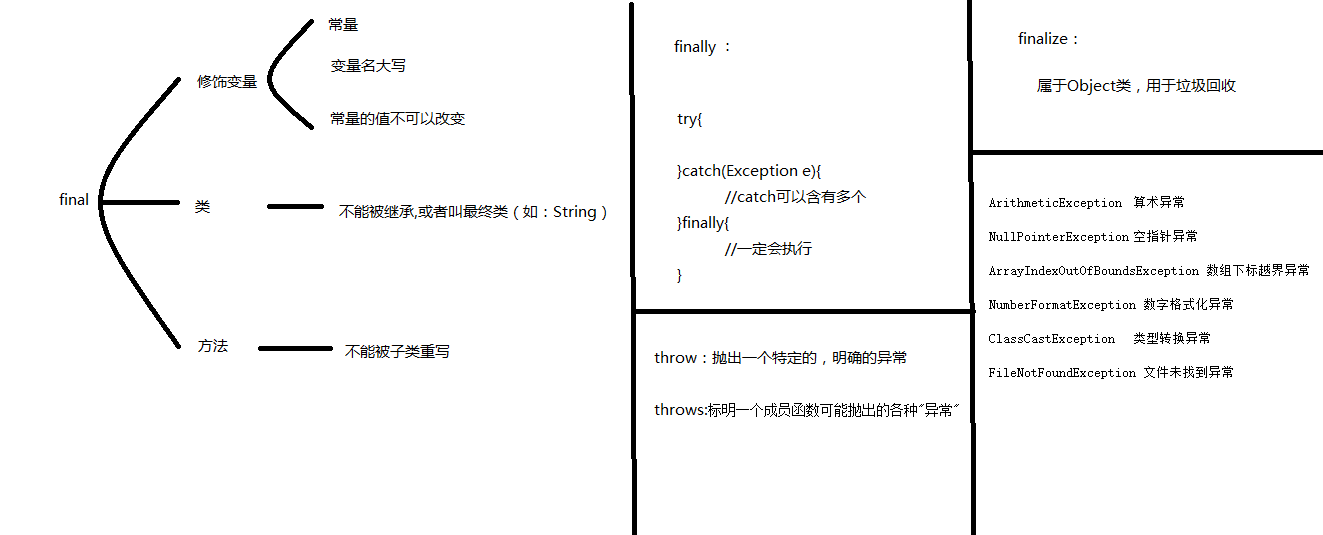 final
修饰变量
常量
变量名大写
常量的值不可以改变
类
不能被继承,或者叫最终类（如：String）
方法
不能被子类重写
finally ：
try{
}catch(Exception e){
//catch可以含有多个
}finally{
//一定会执行
}
throw：抛出一个特定的，明确的异常
throws:标明一个成员函数可能抛出的各种"异常"
finalize：
属于Object类，用于垃圾回收
ArithmeticException 算术异常
NullPointerException 空指针异常
ArrayIndexOutOfBoundsException 数组下标越界异常
NumberFormatException 数字格式化异常
ClassCastException 类型转换异常
FileNotFoundException 文件未找到异常